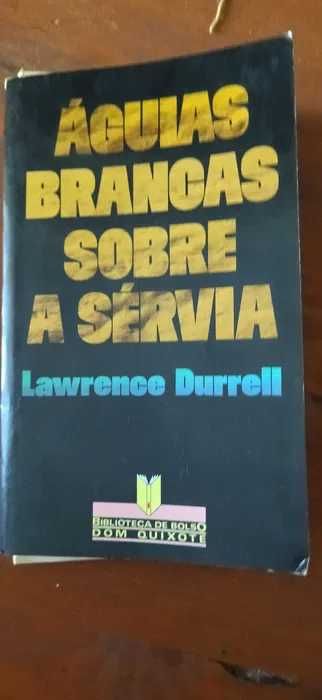 ÁGUIAS
BRANCAS
SOBRE
A SÉRVIA
Lawrence Durrell
BIBLIOTECA DE BOLSO
DOM QUIXOTE